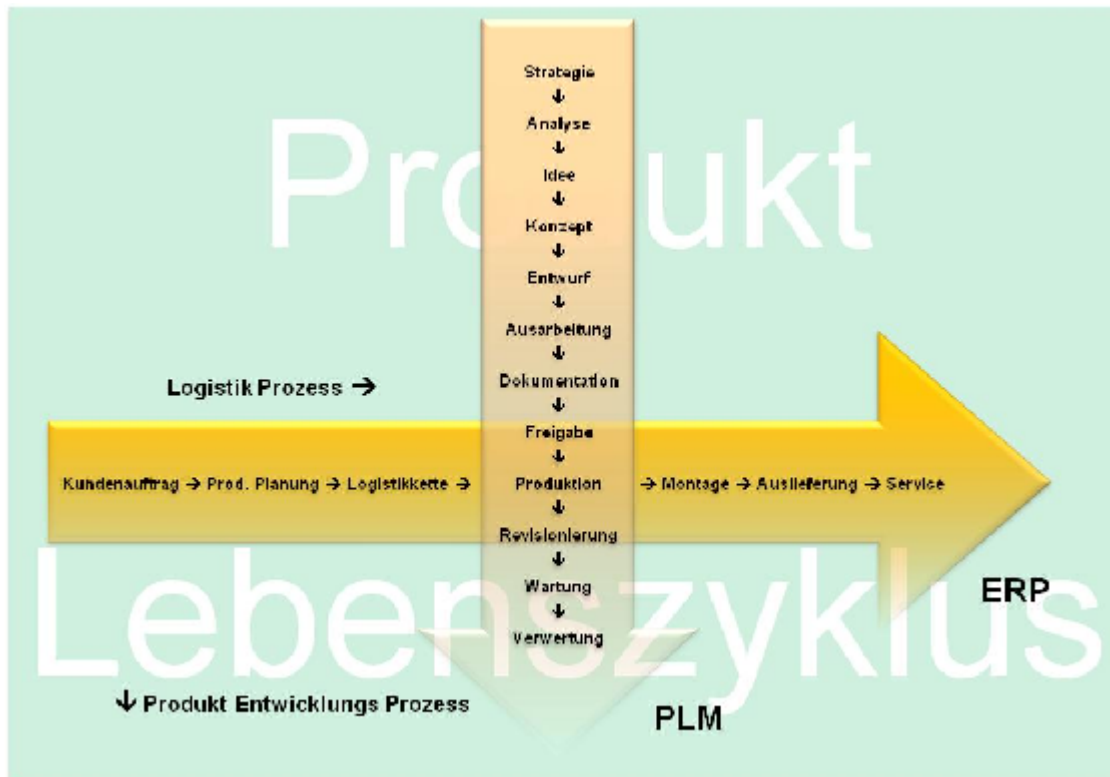 Produkt
Strategie
↓
Analyse
↓
Idee
↓
Konzept
↓
Entwurf
↓
Ausarbeitung
↓
Logistik Prozess →
Dokumentation
↓
Freigabe
↓
Kundenauftrag → Prod. Planung → Logistikkette → Produktion → Montage → Auslieferung → Service
↓
Revisionierung
↓
Wartung
↓
Verwertung
Lebenszyklus
ERP
↓ Produkt Entwicklungs Prozess
PLM